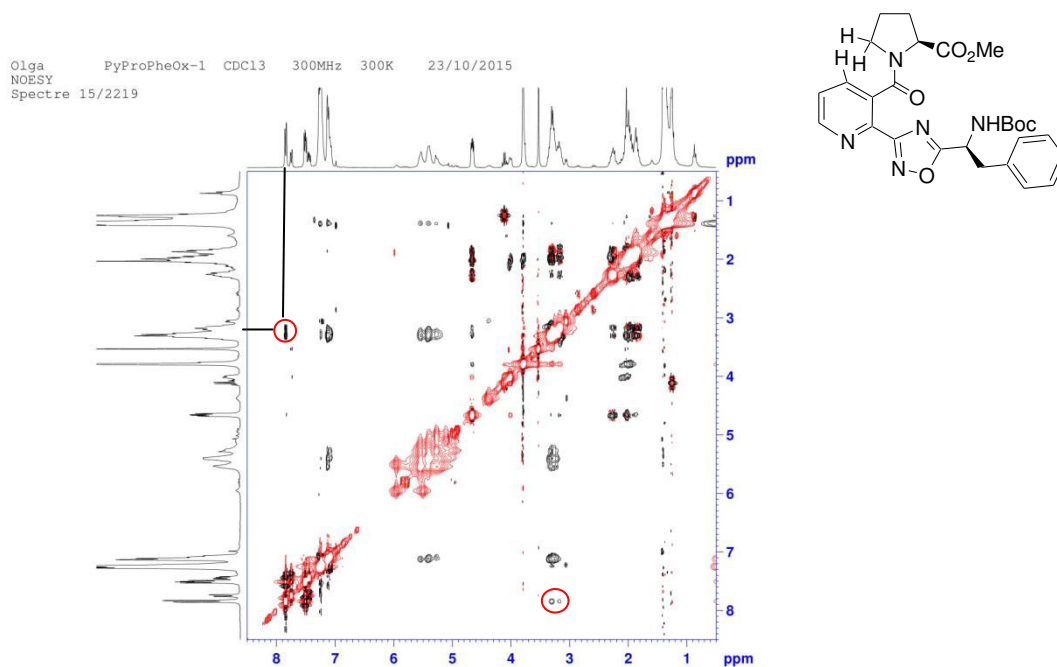 Olga PyProPheOx-1 CDCl3 300MHz 300K 23/10/2015
NOESY
Spectre 15/2219
ppm
1
2
3
4
5
6
7
8
8 7 6 5 4 3 2 1 ppm
H
H
N
CO2Me
O
N
N
N
O
NHBoc